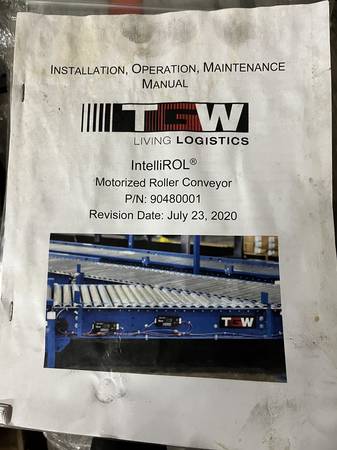 INSTALLATION, OPERATION, MAINTENANCE
MANUAL
TGW
LIVING LOGISTICS
IntelliROL®
Motorized Roller Conveyor
P/N: 90480001
Revision Date: July 23, 2020
TGW